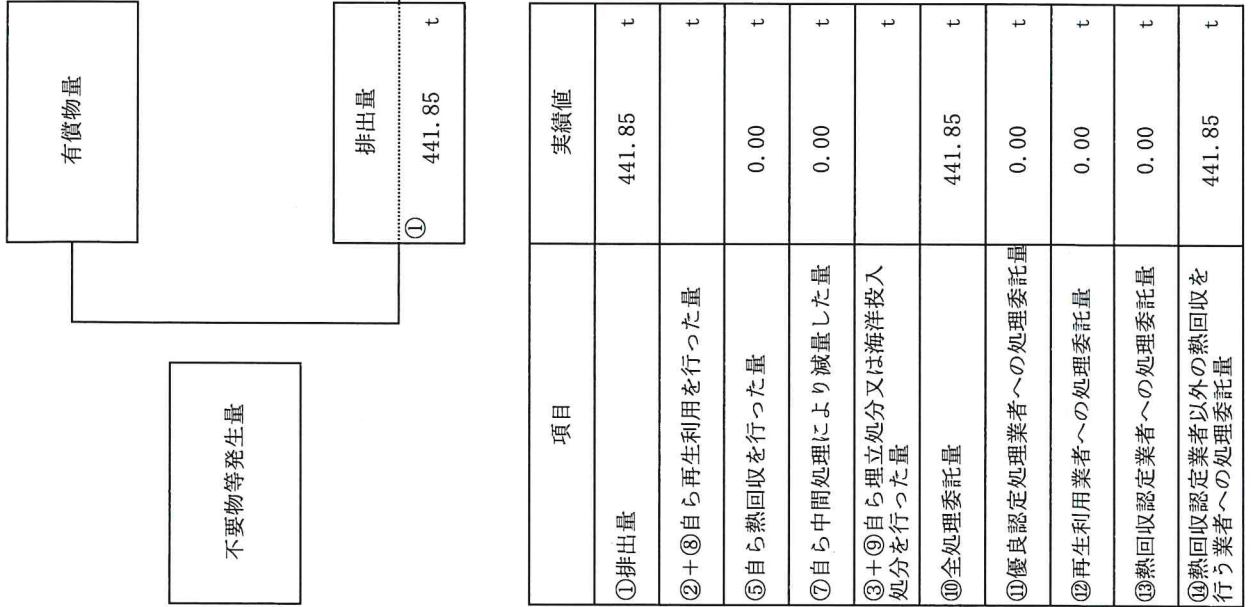 不要物等発生量
有償物量
排出量
① 441.85 t
項目 実績値
①排出量 441.85 t
②+⑧自ら再生利用を行った量 t
⑤自ら熱回収を行った量 0.00 t
⑦自ら中間処理により減量した量 0.00 t
③+⑨自ら埋立処分又は海洋投入
処分を行った量 t
⑩全処理委託量 441.85 t
⑪優良認定処理業者への処理委託量 0.00 t
⑫再生利用業者への処理委託量 0.00 t
⑬熱回収認定業者への処理委託量 0.00 t
⑭熱回収認定業者以外の熱回収を
行う業者への処理委託量 441.85 t